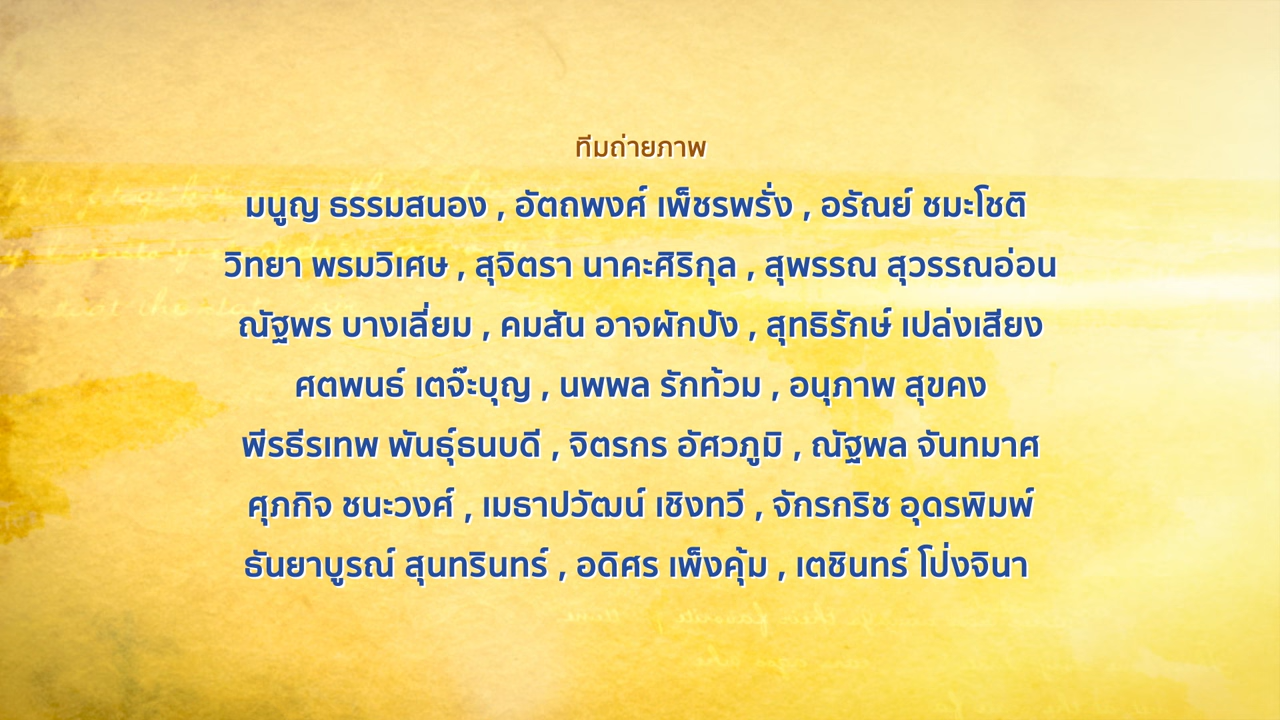 ทีมถ่ายภาพ
มนูญ ธรรมสนอง , อัตถพงศ์ เพ็ชรพรั่ง , อรัณย์ ชมะโชติ
วิทยา พรมวิเศษ , สุจิตรา นาคะศิริกุล , สุพรรณ สุวรรณอ่อน
ณัฐพร บางเลี่ยม , คมสัน อาจผักปัง , สุทธิรักษ์ เปล่งเสียง
ศตพนธ์ เตจ๊ะบุญ , นพพล รักท้วม , อนุภาพ สุขคง
พีรธีรเทพ พันธุ์ธนบดี , จิตรกร อัศวภูมิ , ณัฐพล จันทมาศ
ศุภกิจ ชนะวงศ์ , เมธาปวัฒน์ เชิงทวี , จักรกริช อุดรพิมพ์
ธันยาบูรณ์ สุนทรินทร์ , อดิศร เพ็งคุ้ม , เตชินทร์ โป่งจินา